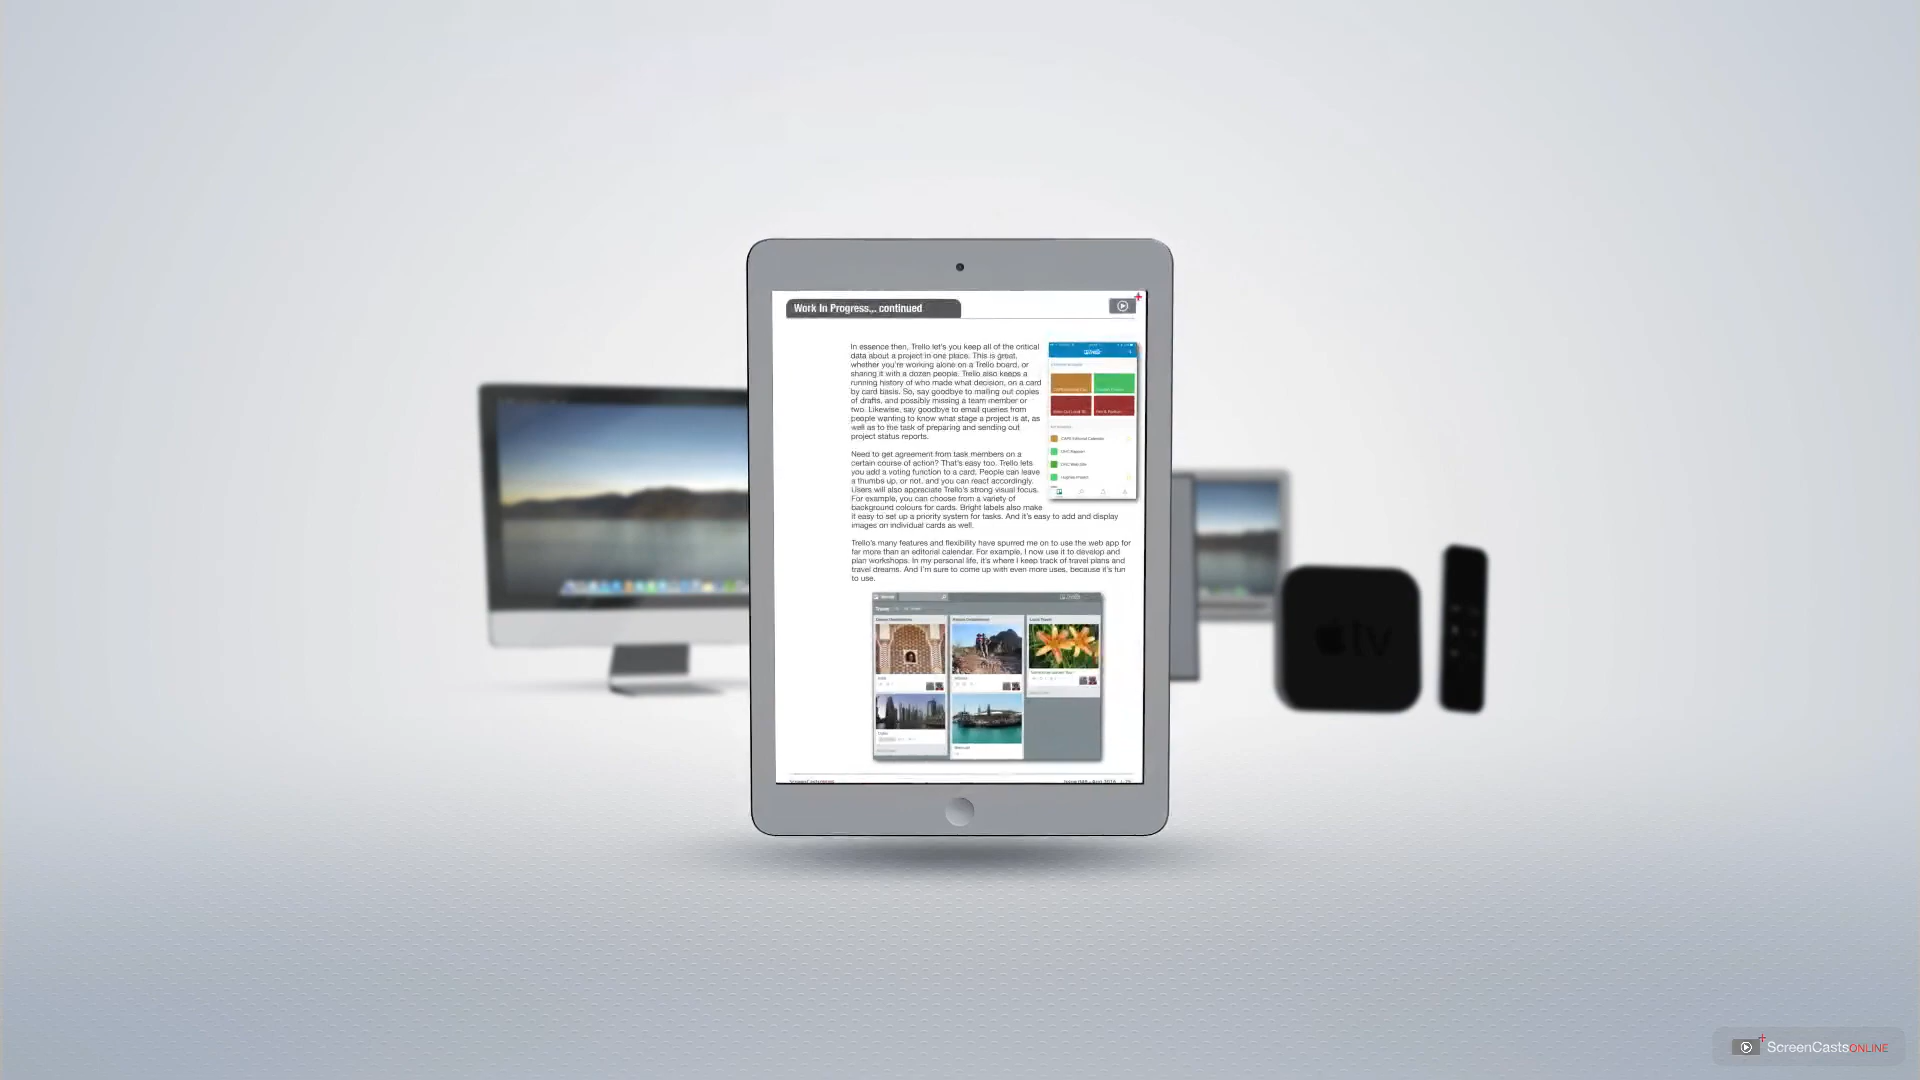 Work In Progress... continued
In essence then, Trello let's you keep all of the critical
data about a project in one place. This is great,
whether you're working alone on a Trello board, or
sharing it with a dozen people. Trello also keeps a
running history of who made what decision, on a card
by card basis. So, say goodbye to mailing out copies
of drafts, and possibly missing a team member or
two. Likewise, say goodbye to email queries from
people wanting to know what stage a project is at, as
well as to the task of preparing and sending out
project status reports.
Need to get agreement from task members on a
certain course of action? That's easy too. Trello lets
you add a voting function to a card. People can leave
a thumbs up, or not, and you can react accordingly.
Users will also appreciate Trello's strong visual focus.
For example, you can choose from a variety of
background colours for cards. Bright labels also make
it easy to set up a priority system for tasks. And it's easy to add and display
images on individual cards as well.
Trello's many features and flexibility have spurred me on to use the web app for
far more than an editorial calendar. For example, I now use it to develop and
plan workshops. In my personal life, it's where I keep track of travel plans and
travel dreams. And I'm sure to come up with even more uses, because it's fun
to use.
Travel
tv
ScreenCastsONLINE